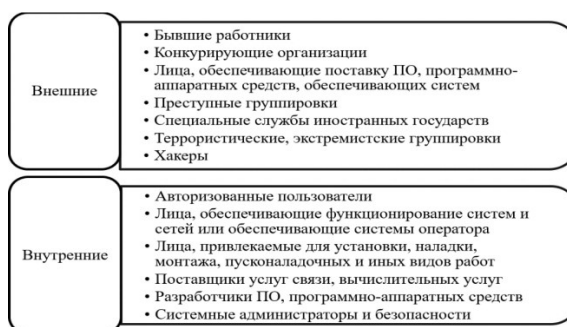 Внешние
• Бывшие работники
• Конкурирующие организации
• Лица, обеспечивающие поставку ПО, программно-
аппаратных средств, обеспечивающих систем
• Преступные группировки
• Специальные службы иностранных государств
• Террористические, экстремистские группировки
• Хакеры
Внутренние
• Авторизованные пользователи
• Лица, обеспечивающие функционирование систем и
сетей или обеспечивающие системы оператора
• Лица, привлекаемые для установки, наладки,
монтажа, пусконаладочных и иных видов работ
• Поставщики услуг связи, вычислительных услуг
• Разработчики ПО, программно-аппаратных средств
• Системные администраторы и безопасности